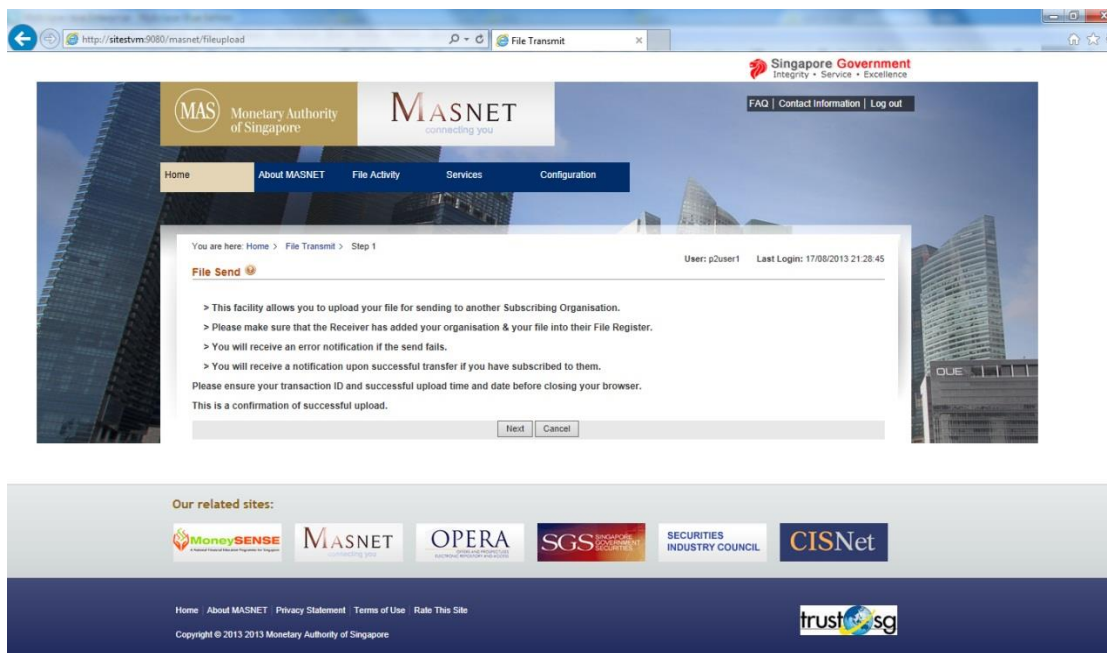 http://sitestvm:9080/masnet/fileupload
File Transmit
Singapore Government
Integrity • Service • Excellence
MAS
Monetary Authority
of Singapore
MASNET
connecting you
FAQ | Contact Information | Log out
Home
About MASNET
File Activity
Services
Configuration
You are here: Home > File Transmit > Step 1
User: p2user1 Last Login: 17/08/2013 21:28:45
File Send
> This facility allows you to upload your file for sending to another Subscribing Organisation.
> Please make sure that the Receiver has added your organisation & your file into their File Register.
> You will receive an error notification if the send fails.
> You will receive a notification upon successful transfer if you have subscribed to them.
Please ensure your transaction ID and successful upload time and date before closing your browser.
This is a confirmation of successful upload.
Next Cancel
OUE
Our related sites:
MoneySENSE
MASNET
connecting you
OPERA
SGS SINGAPORE GOVERNMENT SECURITIES
SECURITIES
INDUSTRY COUNCIL
CISNet
Home | About MASNET | Privacy Statement | Terms of Use | Rate This Site
Copyright © 2013 2013 Monetary Authority of Singapore
trustsg